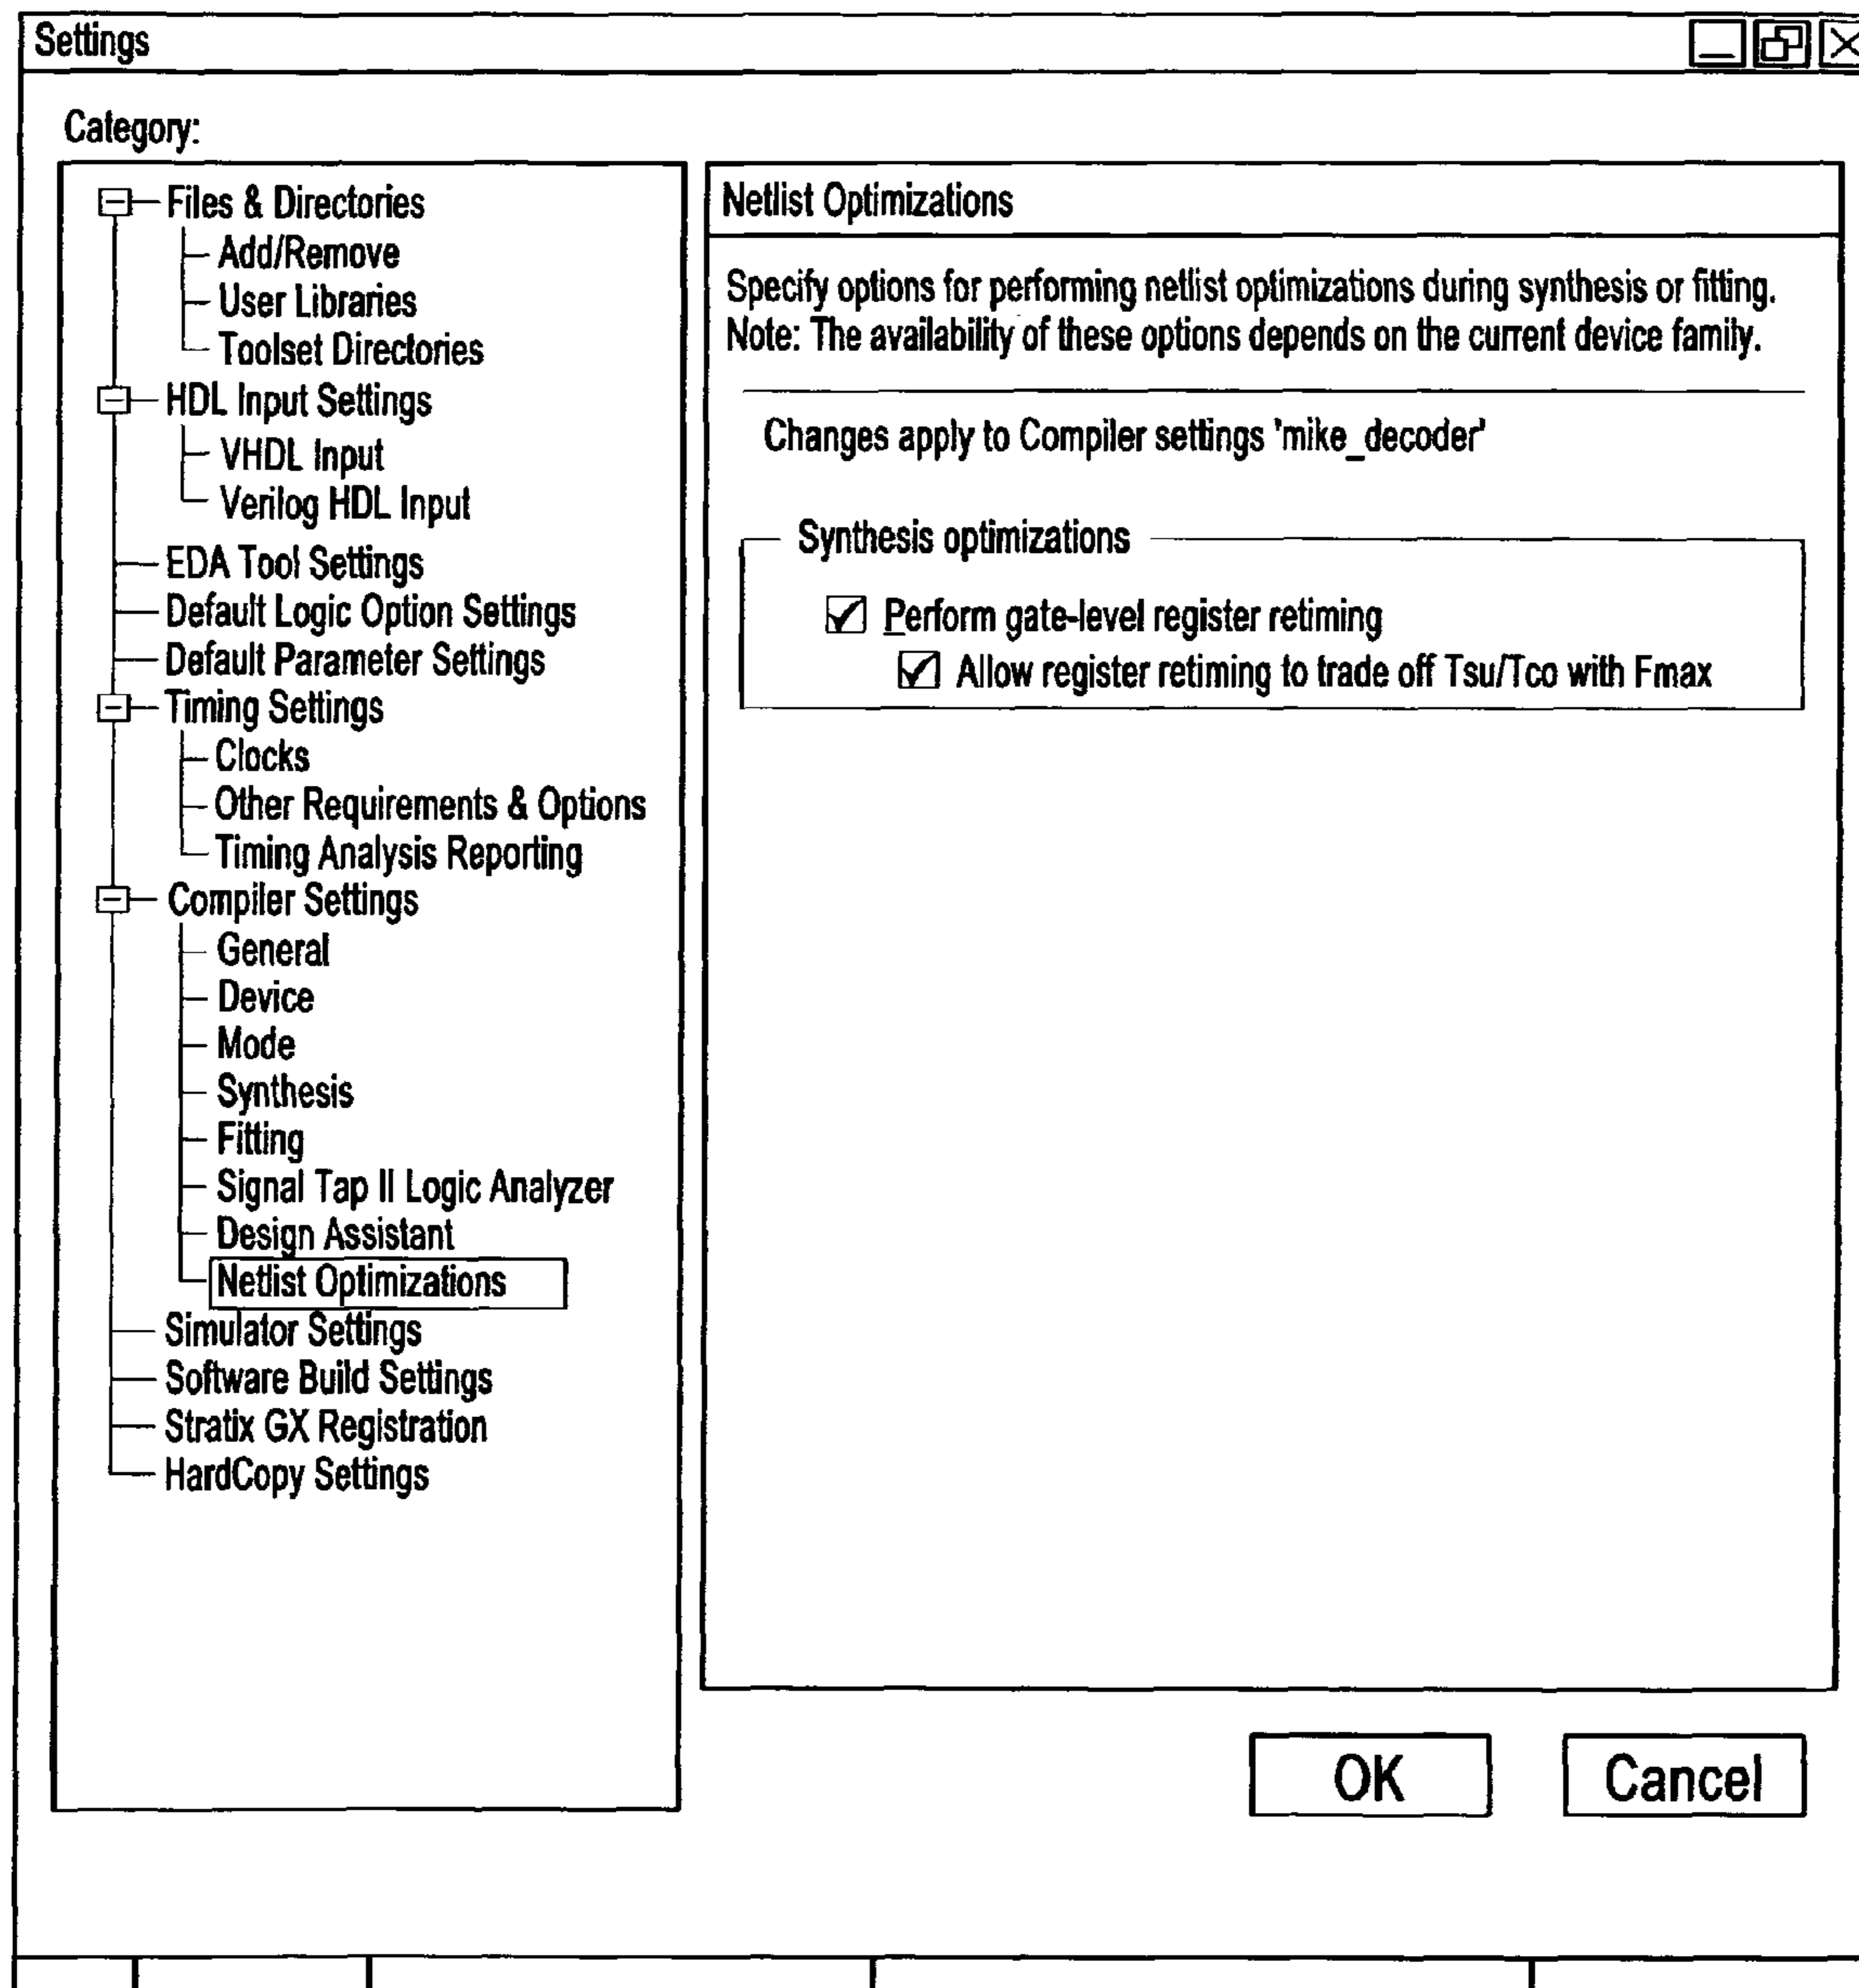 Settings
Category:
Files & Directories
Add/Remove
User Libraries
Toolset Directories
HDL Input Settings
VHDL Input
Verilog HDL Input
EDA Tool Settings
Default Logic Option Settings
Default Parameter Settings
Timing Settings
Clocks
Other Requirements & Options
Timing Analysis Reporting
Compiler Settings
General
Device
Mode
Synthesis
Fitting
Signal Tap II Logic Analyzer
Design Assistant
Netlist Optimizations
Simulator Settings
Software Build Settings
Stratix GX Registration
HardCopy Settings
Netlist Optimizations
Specify options for performing netlist optimizations during synthesis or fitting.
Note: The availability of these options depends on the current device family.
Changes apply to Compiler settings 'mike_decoder'
Synthesis optimizations
Perform gate-level register retiming
Allow register retiming to trade off Tsu/Tco with Fmax
OK
Cancel